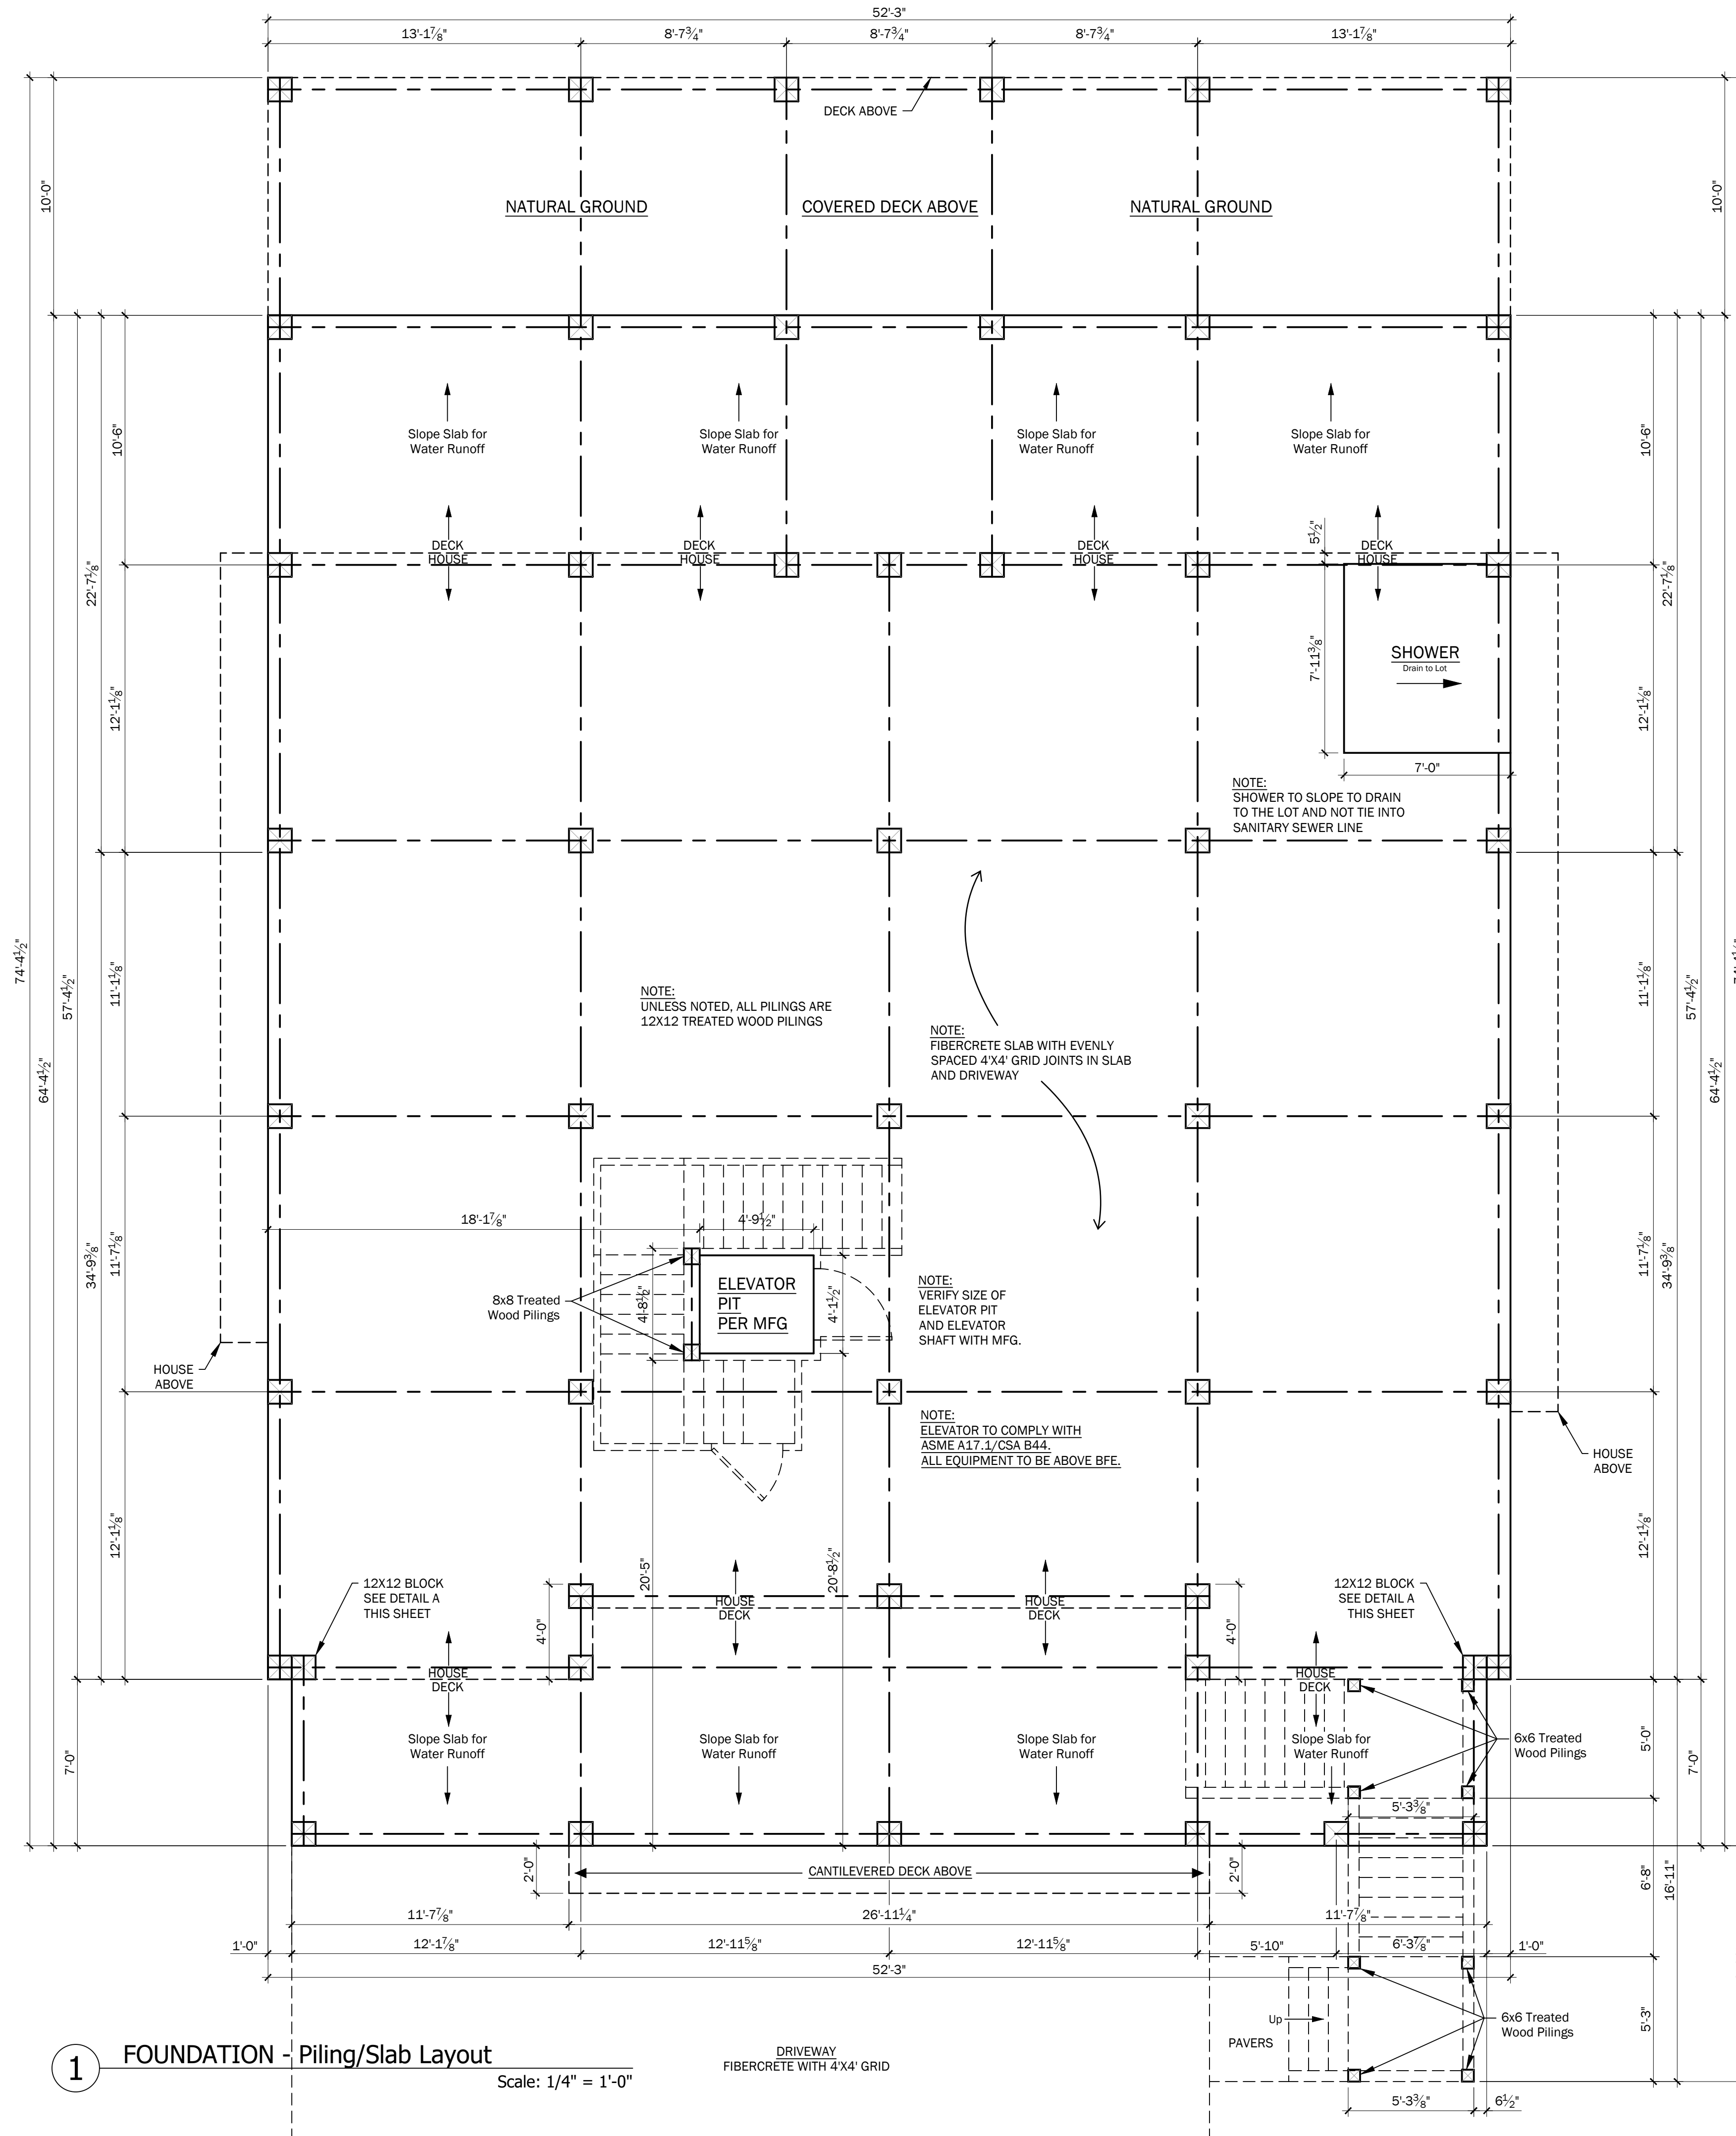 52'-3"
13'-1⅞"
8'-7¾"
8'-7¾"
8'-7¾"
13'-1⅞"
DECK ABOVE
10'-0"
10'-0"
NATURAL GROUND
COVERED DECK ABOVE
NATURAL GROUND
10'-6"
Slope Slab for
Water Runoff
Slope Slab for
Water Runoff
Slope Slab for
Water Runoff
Slope Slab for
Water Runoff
10'-6"
22'-7⅛"
DECK
HOUSE
DECK
HOUSE
DECK
HOUSE
5½"
DECK
HOUSE
22'-7⅛"
12'-1⅛"
7'-11⅜"
SHOWER
Drain to Lot
12'-1⅛"
7'-0"
NOTE:
SHOWER TO SLOPE TO DRAIN
TO THE LOT AND NOT TIE INTO
SANITARY SEWER LINE
74'-4½"
57'-4½"
11'-1⅛"
NOTE:
UNLESS NOTED, ALL PILINGS ARE
12X12 TREATED WOOD PILINGS
NOTE:
FIBERCRETE SLAB WITH EVENLY
SPACED 4'X4' GRID JOINTS IN SLAB
AND DRIVEWAY
11'-1⅛"
57'-4½"
64'-4½"
64'-4½"
34'-9⅜"
11'-7⅛"
18'-1⅞"
4'-9½"
8x8 Treated
Wood Pilings
4'-8½"
ELEVATOR
PIT
PER MFG
4'-1½"
NOTE:
VERIFY SIZE OF
ELEVATOR PIT
AND ELEVATOR
SHAFT WITH MFG.
11'-7⅛"
34'-9⅜"
HOUSE
ABOVE
NOTE:
ELEVATOR TO COMPLY WITH
ASME A17.1/CSA B44.
ALL EQUIPMENT TO BE ABOVE BFE.
HOUSE
ABOVE
12'-1⅛"
20'-5"
20'-8½"
12'-1⅛"
12X12 BLOCK
SEE DETAIL A
THIS SHEET
4'-0"
HOUSE
DECK
HOUSE
DECK
4'-0"
12X12 BLOCK
SEE DETAIL A
THIS SHEET
HOUSE
DECK
HOUSE
DECK
7'-0"
Slope Slab for
Water Runoff
Slope Slab for
Water Runoff
Slope Slab for
Water Runoff
Slope Slab for
Water Runoff
6x6 Treated
Wood Pilings
5'-0"
7'-0"
5'-3⅜"
2'-0"
CANTILEVERED DECK ABOVE
2'-0"
6'-8"
16'-11"
11'-7⅞"
26'-11¼"
11'-7⅞"
1'-0"
12'-1⅞"
12'-11⅝"
12'-11⅝"
5'-10"
6'-3⅞"
1'-0"
52'-3"
Up
PAVERS
6x6 Treated
Wood Pilings
5'-3"
1
FOUNDATION - Piling/Slab Layout
Scale: 1/4" = 1'-0"
DRIVEWAY
FIBERCRETE WITH 4'X4' GRID
5'-3⅜"
6½"